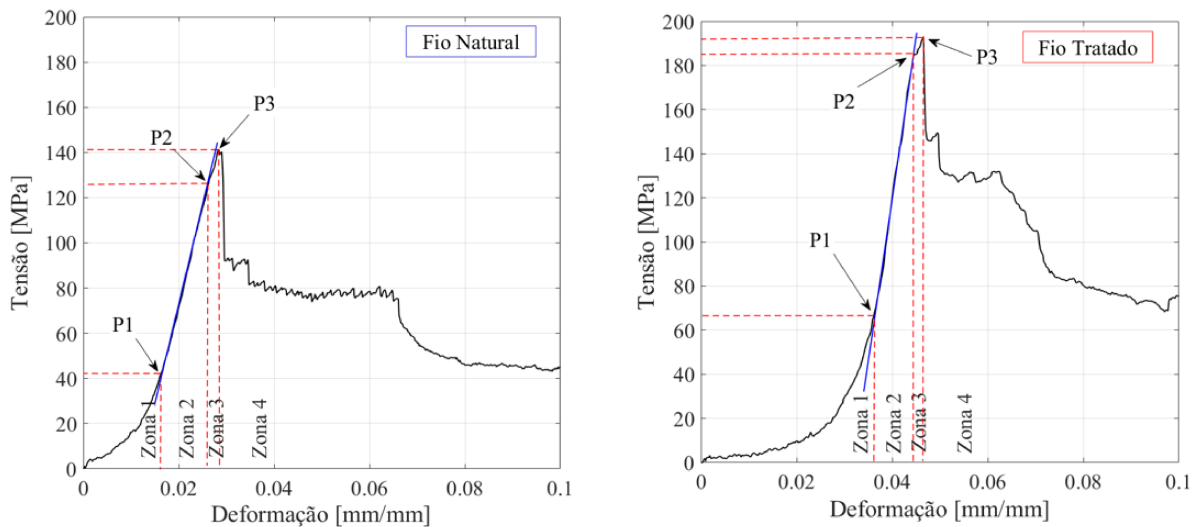 200
180
160
140
120
100
80
60
40
20
0
Tensão [MPa]
Fio Natural
P3
P2
P1
Zona 1
Zona 2
Zona 3
Zona 4
0
0.02
0.04
0.06
0.08
0.1
Deformação [mm/mm]
200
180
160
140
120
100
80
60
40
20
0
Tensão [MPa]
Fio Tratado
P3
P2
P1
Zona 1
Zona 2
Zona 3
Zona 4
0
0.02
0.04
0.06
0.08
0.1
Deformação [mm/mm]